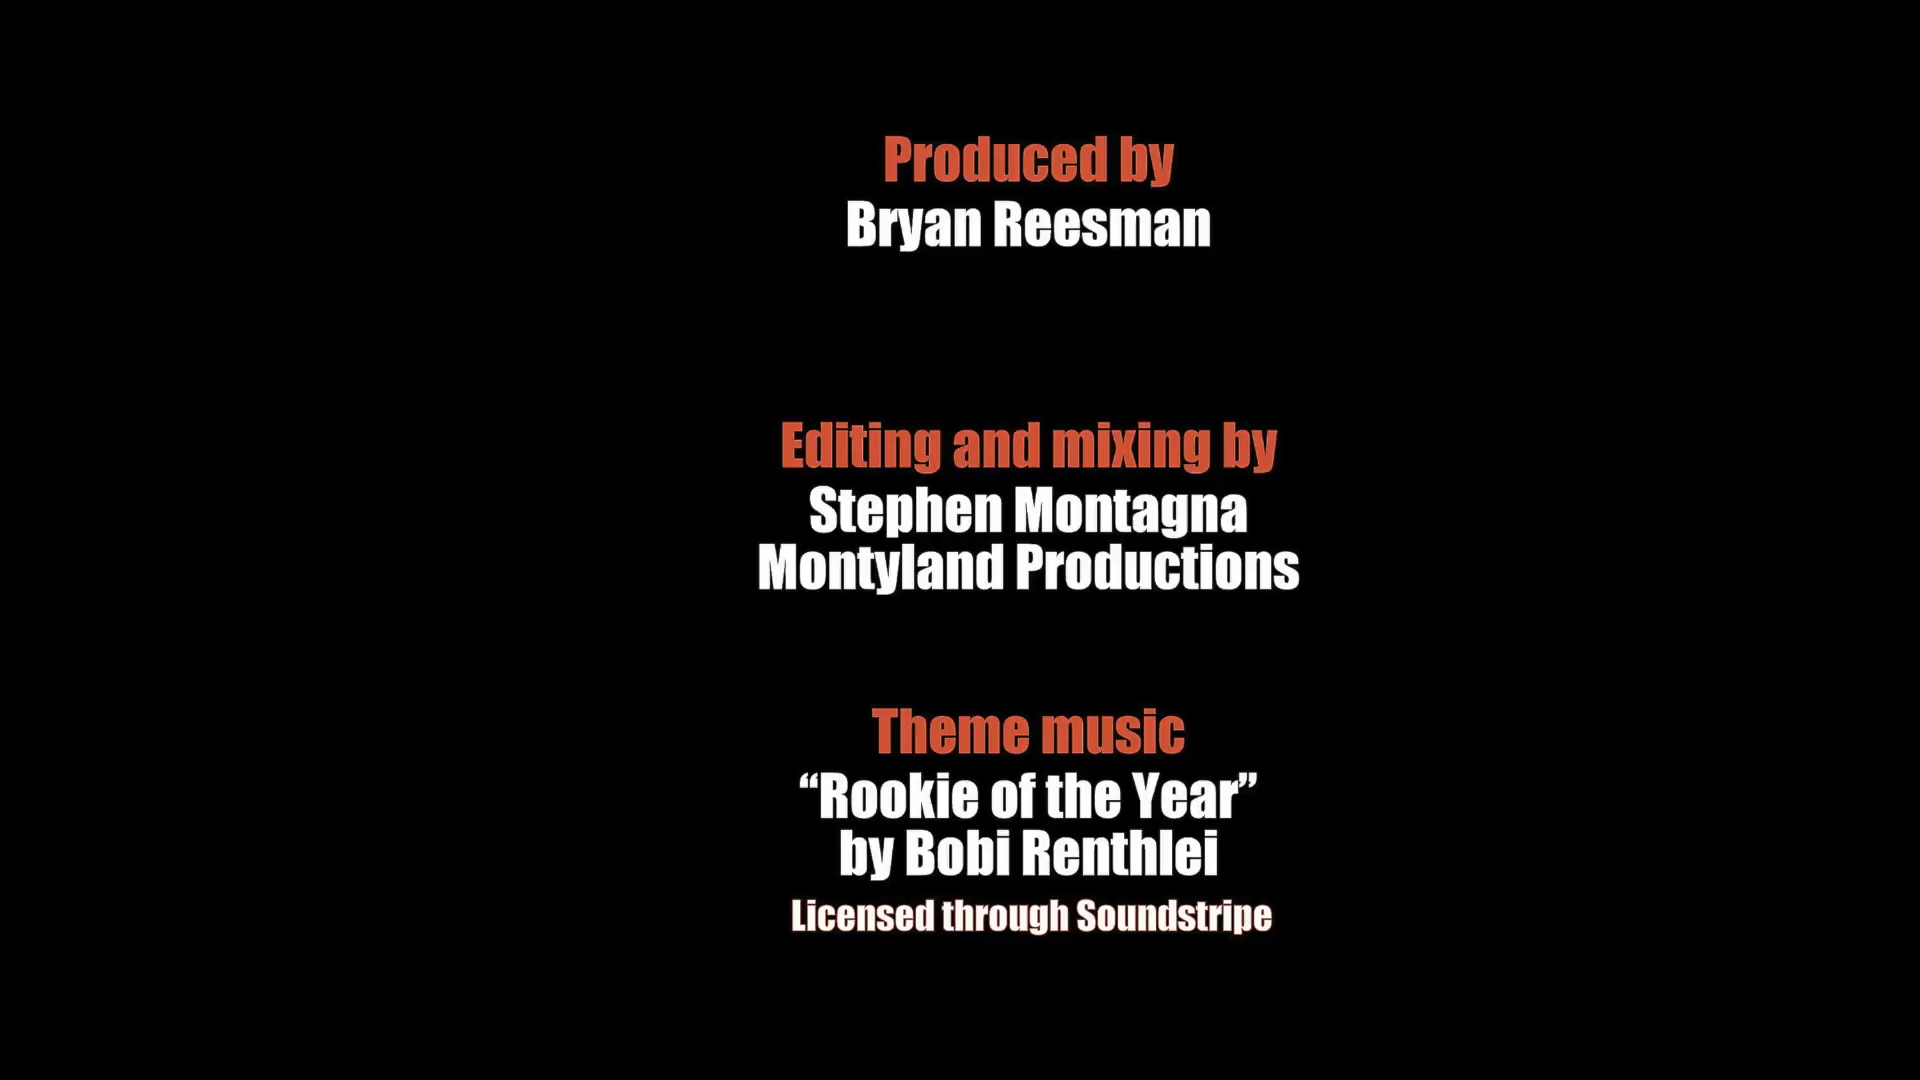 Produced by
Bryan Reesman
Editing and mixing by
Stephen Montagna
Montyland Productions
Theme music
“Rookie of the Year”
by Bobi Renthlei
Licensed through Soundstripe